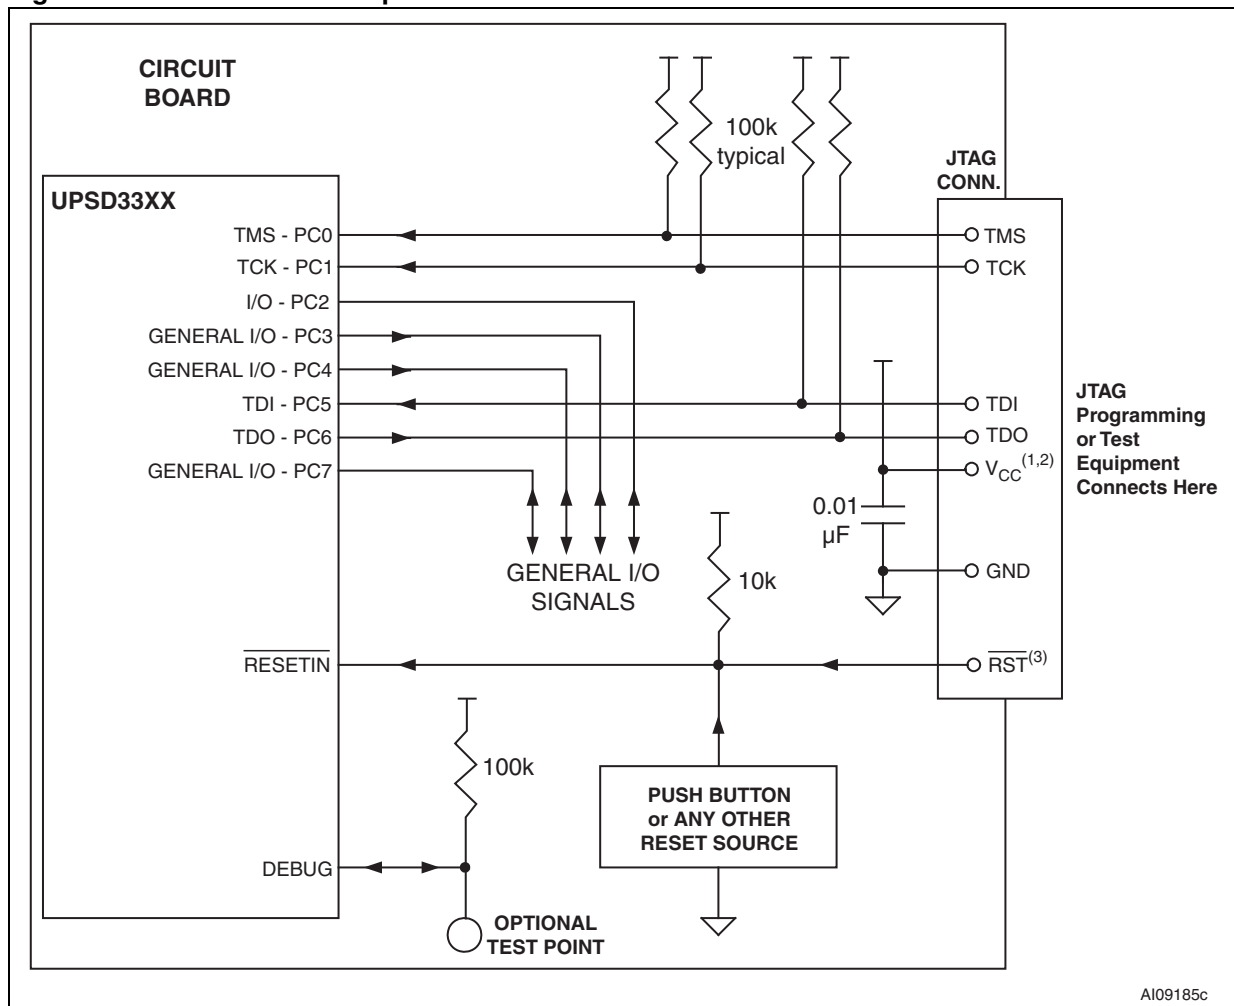 CIRCUIT
BOARD
100k
typical
JTAG
CONN.
UPSD33XX
TMS - PC0
TMS
TCK - PC1
TCK
I/O - PC2
GENERAL I/O - PC3
GENERAL I/O - PC4
TDI - PC5
TDI
TDO - PC6
TDO
GENERAL I/O - PC7
VCC(1,2)
JTAG
Programming
or Test
Equipment
Connects Here
0.01
µF
GENERAL I/O
SIGNALS
10k
GND
RESETIN
RST(3)
100k
PUSH BUTTON
or ANY OTHER
RESET SOURCE
DEBUG
OPTIONAL
TEST POINT
AI09185c